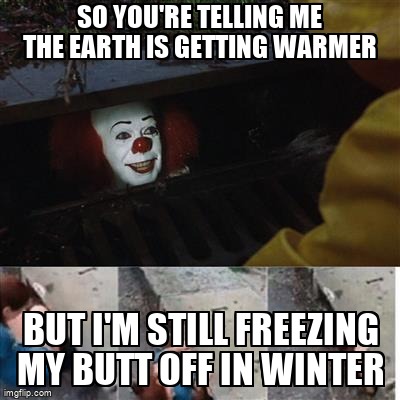 SO YOU'RE TELLING ME
THE EARTH IS GETTING WARMER
BUT I'M STILL FREEZING
MY BUTT OFF IN WINTER
imgflip.com